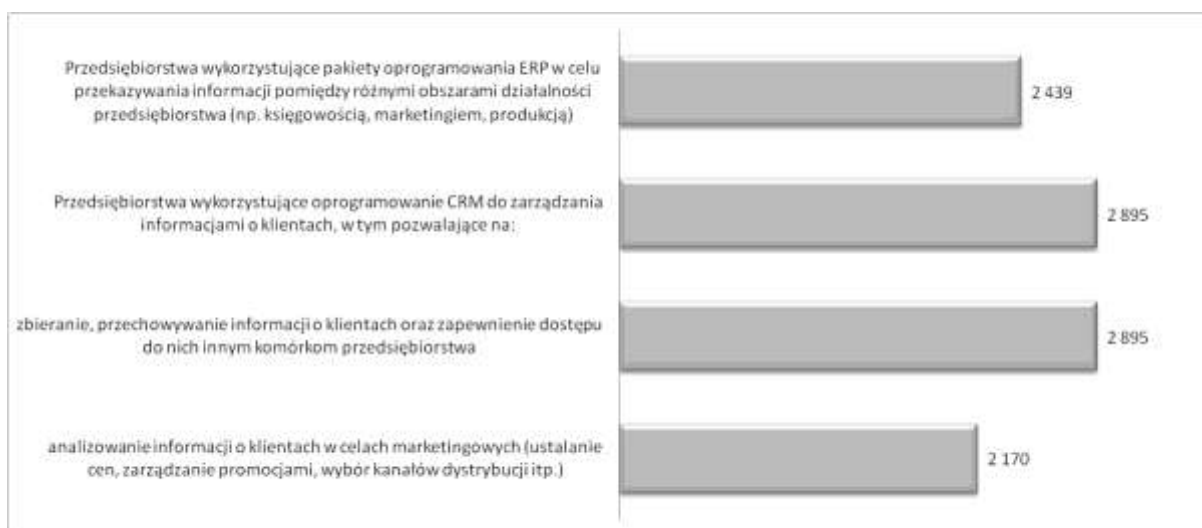 Przedsiębiorstwa wykorzystujące pakiety oprogramowania ERP w celu
przekazywania informacji pomiędzy różnymi obszarami działalności
przedsiębiorstwa (np. księgowością, marketingiem, produkcją)
2 439
Przedsiębiorstwa wykorzystujące oprogramowanie CRM do zarządzania
informacjami o klientach, w tym pozwalające na:
2 895
zbieranie, przechowywanie informacji o klientach oraz zapewnienie dostępu
do nich innym komórkom przedsiębiorstwa
2 895
analizowanie informacji o klientach w celach marketingowych (ustalanie
cen, zarządzanie promocjami, wybór kanałów dystrybucji itp.)
2 170